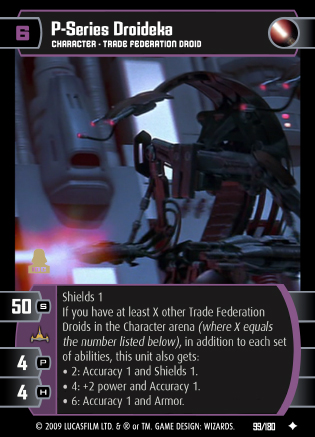 6 P-Series Droideka
CHARACTER - TRADE FEDERATION DROID
50 S
4 P
4 H
Shields 1
If you have at least X other Trade Federation
Droids in the Character arena (where X equals
the number listed below), in addition to each set
of abilities, this unit also gets:
• 2: Accuracy 1 and Shields 1.
• 4: +2 power and Accuracy 1.
• 6: Accuracy 1 and Armor.
© 2009 LUCASFILM LTD. & ® or TM. GAME DESIGN: WIZARDS. 99/180